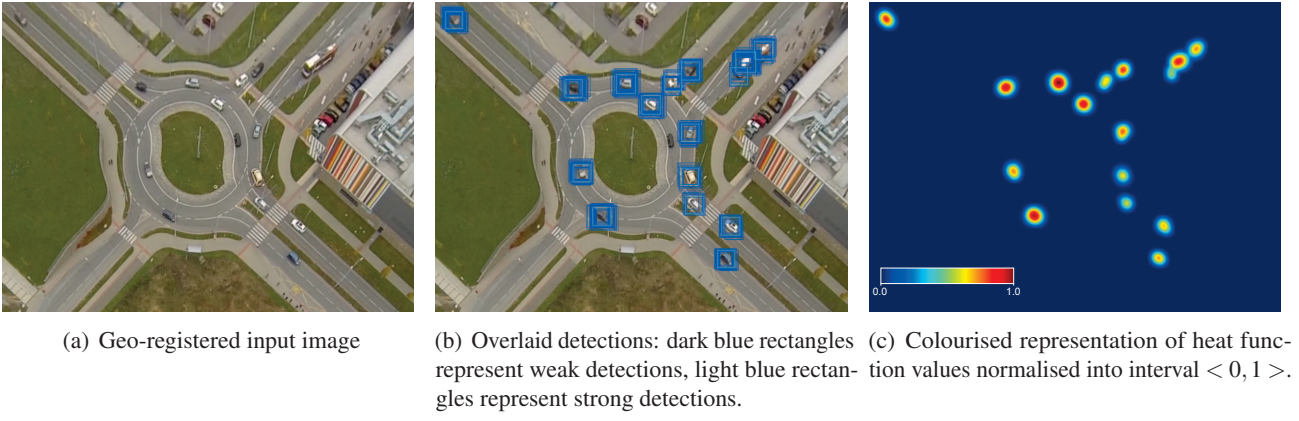 0.0 1.0
(a) Geo-registered input image
(b) Overlaid detections: dark blue rectangles
represent weak detections, light blue rectan-
gles represent strong detections.
(c) Colourised representation of heat func-
tion values normalised into interval < 0, 1 >.